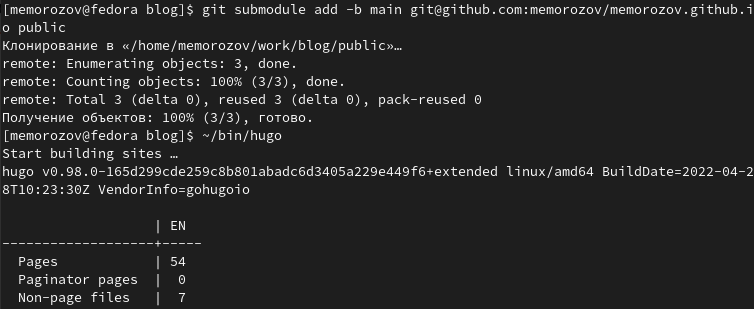 [memorozov@fedora blog]$ git submodule add -b main git@github.com:memorozov/memorozov.github.i
o public
Клонирование в «/home/memorozov/work/blog/public»…
remote: Enumerating objects: 3, done.
remote: Counting objects: 100% (3/3), done.
remote: Total 3 (delta 0), reused 3 (delta 0), pack-reused 0
Получение объектов: 100% (3/3), готово.
[memorozov@fedora blog]$ ~/bin/hugo
Start building sites …
hugo v0.98.0-165d299cde259c8b801abadc6d3405a229e449f6+extended linux/amd64 BuildDate=2022-04-2
8T10:23:30Z VendorInfo=gohugoio
                   | EN
-------------------+-----
  Pages            | 54
  Paginator pages  |  0
  Non-page files   |  7